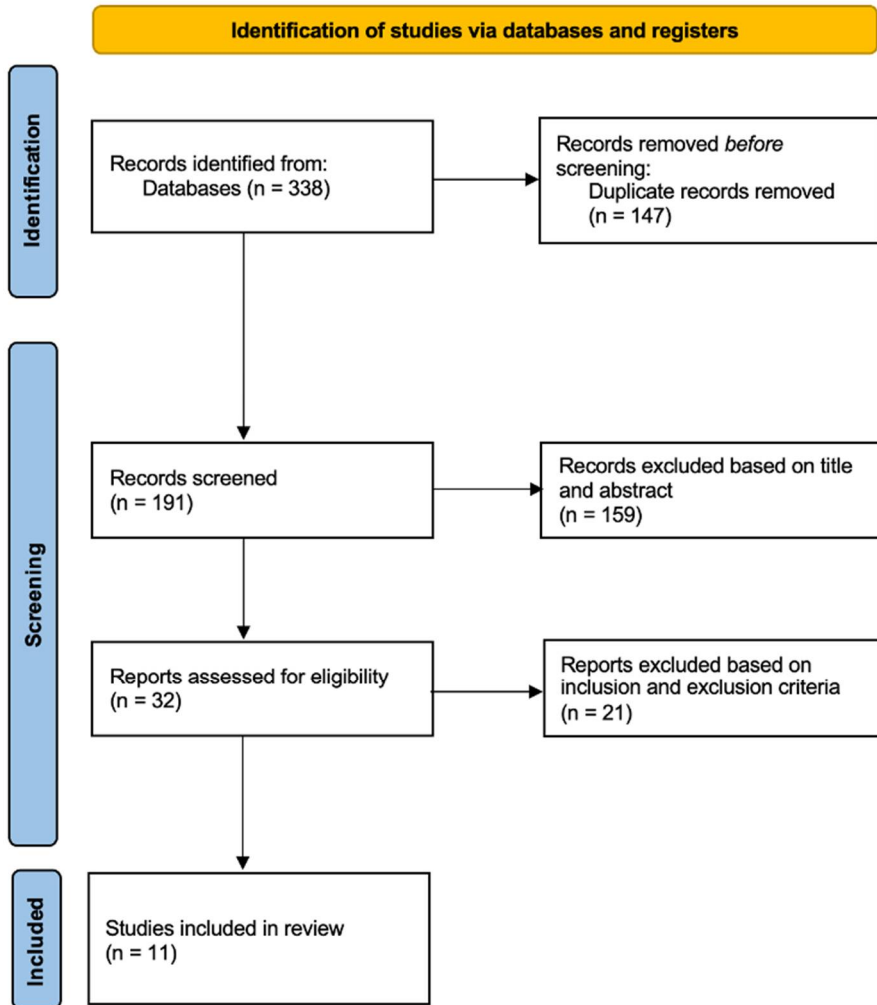 Identification of studies via databases and registers
Identification
Records identified from:
Databases (n = 338)
Records removed before
screening:
Duplicate records removed
(n = 147)
Screening
Records screened
(n = 191)
Records excluded based on title
and abstract
(n = 159)
Reports assessed for eligibility
(n = 32)
Reports excluded based on
inclusion and exclusion criteria
(n = 21)
Included
Studies included in review
(n = 11)